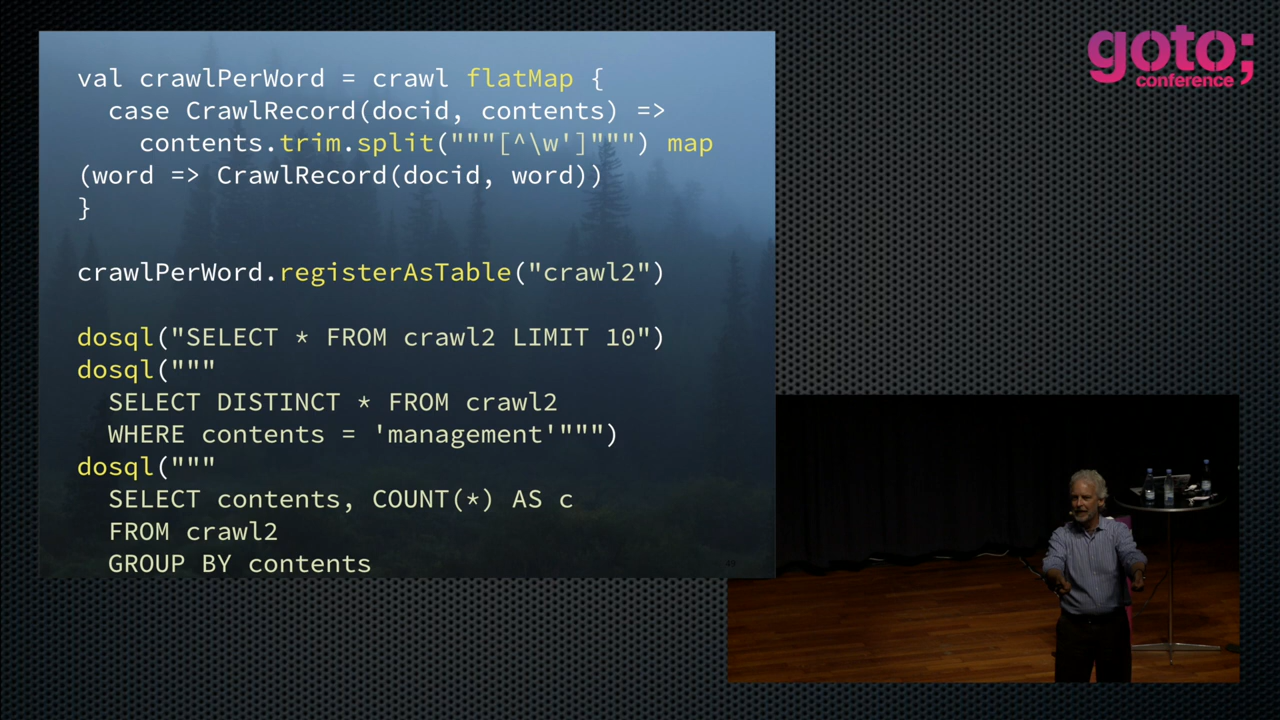 goto;
conference
val crawlPerWord = crawl flatMap {
  case CrawlRecord(docid, contents) =>
    contents.trim.split("""[^\w']""") map
(word => CrawlRecord(docid, word))
}
crawlPerWord.registerAsTable("crawl2")
dosql("SELECT * FROM crawl2 LIMIT 10")
dosql("""
  SELECT DISTINCT * FROM crawl2
  WHERE contents = 'management'""")
dosql("""
  SELECT contents, COUNT(*) AS c
  FROM crawl2
  GROUP BY contents